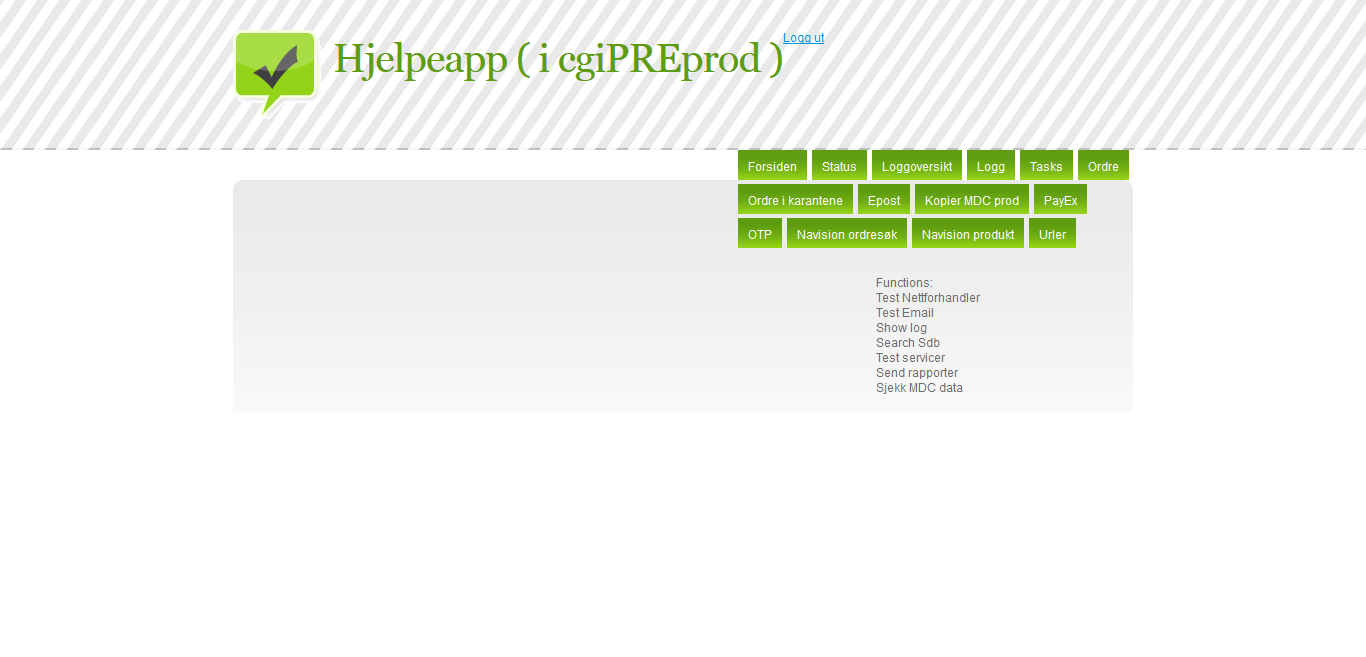 Hjelpeapp ( i cgiPREprod )
Logg ut
Forsiden Status Loggoversikt Logg Tasks Ordre
Ordre i karantene Epost Kopier MDC prod PayEx
OTP Navision ordresøk Navision produkt Urler
Functions:
Test Nettforhandler
Test Email
Show log
Search Sdb
Test servicer
Send rapporter
Sjekk MDC data